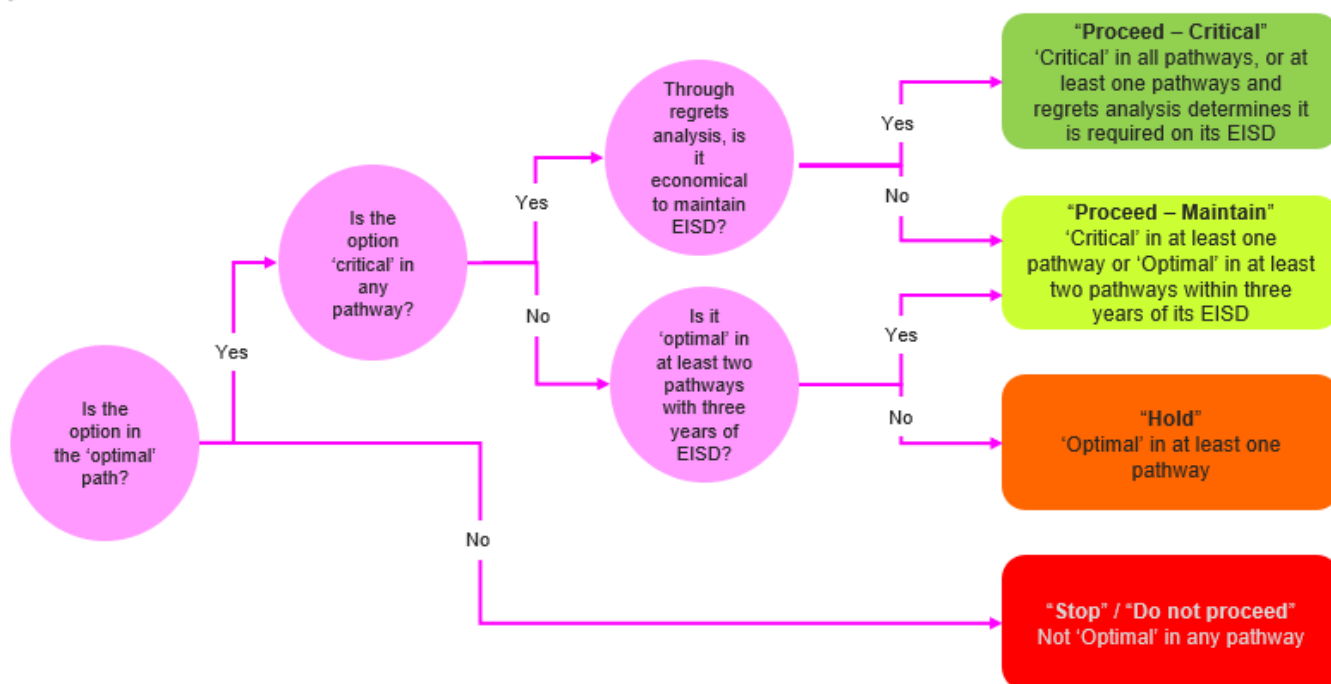 Is the
option in
the ‘optimal’
path?
Yes
No
Is the
option
‘critical’ in
any
pathway?
Yes
No
Through
regrets
analysis, is
it
economical
to maintain
EISD?
Yes
No
Is it
‘optimal’ in
at least two
pathways
with three
years of
EISD?
Yes
No
“Proceed – Critical”
‘Critical’ in all pathways, or at
least one pathways and
regrets analysis determines it
is required on its EISD
“Proceed – Maintain”
‘Critical’ in at least one
pathway or ‘Optimal’ in at least
two pathways within three
years of its EISD
“Hold”
‘Optimal’ in at least one
pathway
“Stop” / “Do not proceed”
Not ‘Optimal’ in any pathway